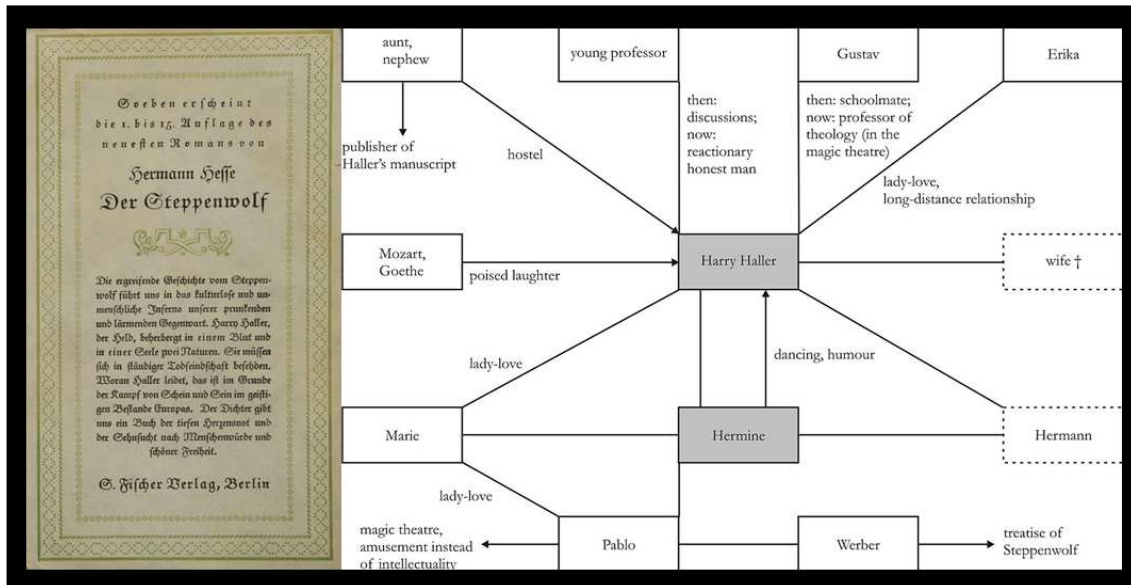 Soeben erscheint
die 1. bis 15. Auflage des
neuesten Romans von
Hermann Hesse
Der Steppenwolf
Die ergreifende Geschichte vom Steppen-
wolf führt uns in das kulturlose und un-
menschliche Inferno unserer prunkenden
und lärmenden Gegenwart. Harry Haller,
der Held, beherbergt in einem Blut und
in einer Seele zwei Naturen. Sie müssen
sich in ständiger Todfeindschaft befehden.
Woran Haller leidet, das ist im Grunde
der Kampf von Schein und Sein im geisti-
gen Bestande Europas. Der Dichter gibt
uns ein Buch der tiefen Herzensnot und
der Sehnsucht nach Menschenwürde und
schöner Freiheit.
S. Fischer Verlag, Berlin
aunt,
nephew
young professor
Gustav
Erika
publisher of
Haller's manuscript
hostel
then:
discussions;
now:
reactionary
honest man
then: schoolmate;
now: professor of
theology (in the
magic theatre)
lady-love,
long-distance relationship
Mozart,
Goethe
poised laughter
Harry Haller
wife †
lady-love
dancing, humour
Marie
Hermine
Hermann
lady-love
magic theatre,
amusement instead
of intellectuality
Pablo
Werber
treatise of
Steppenwolf